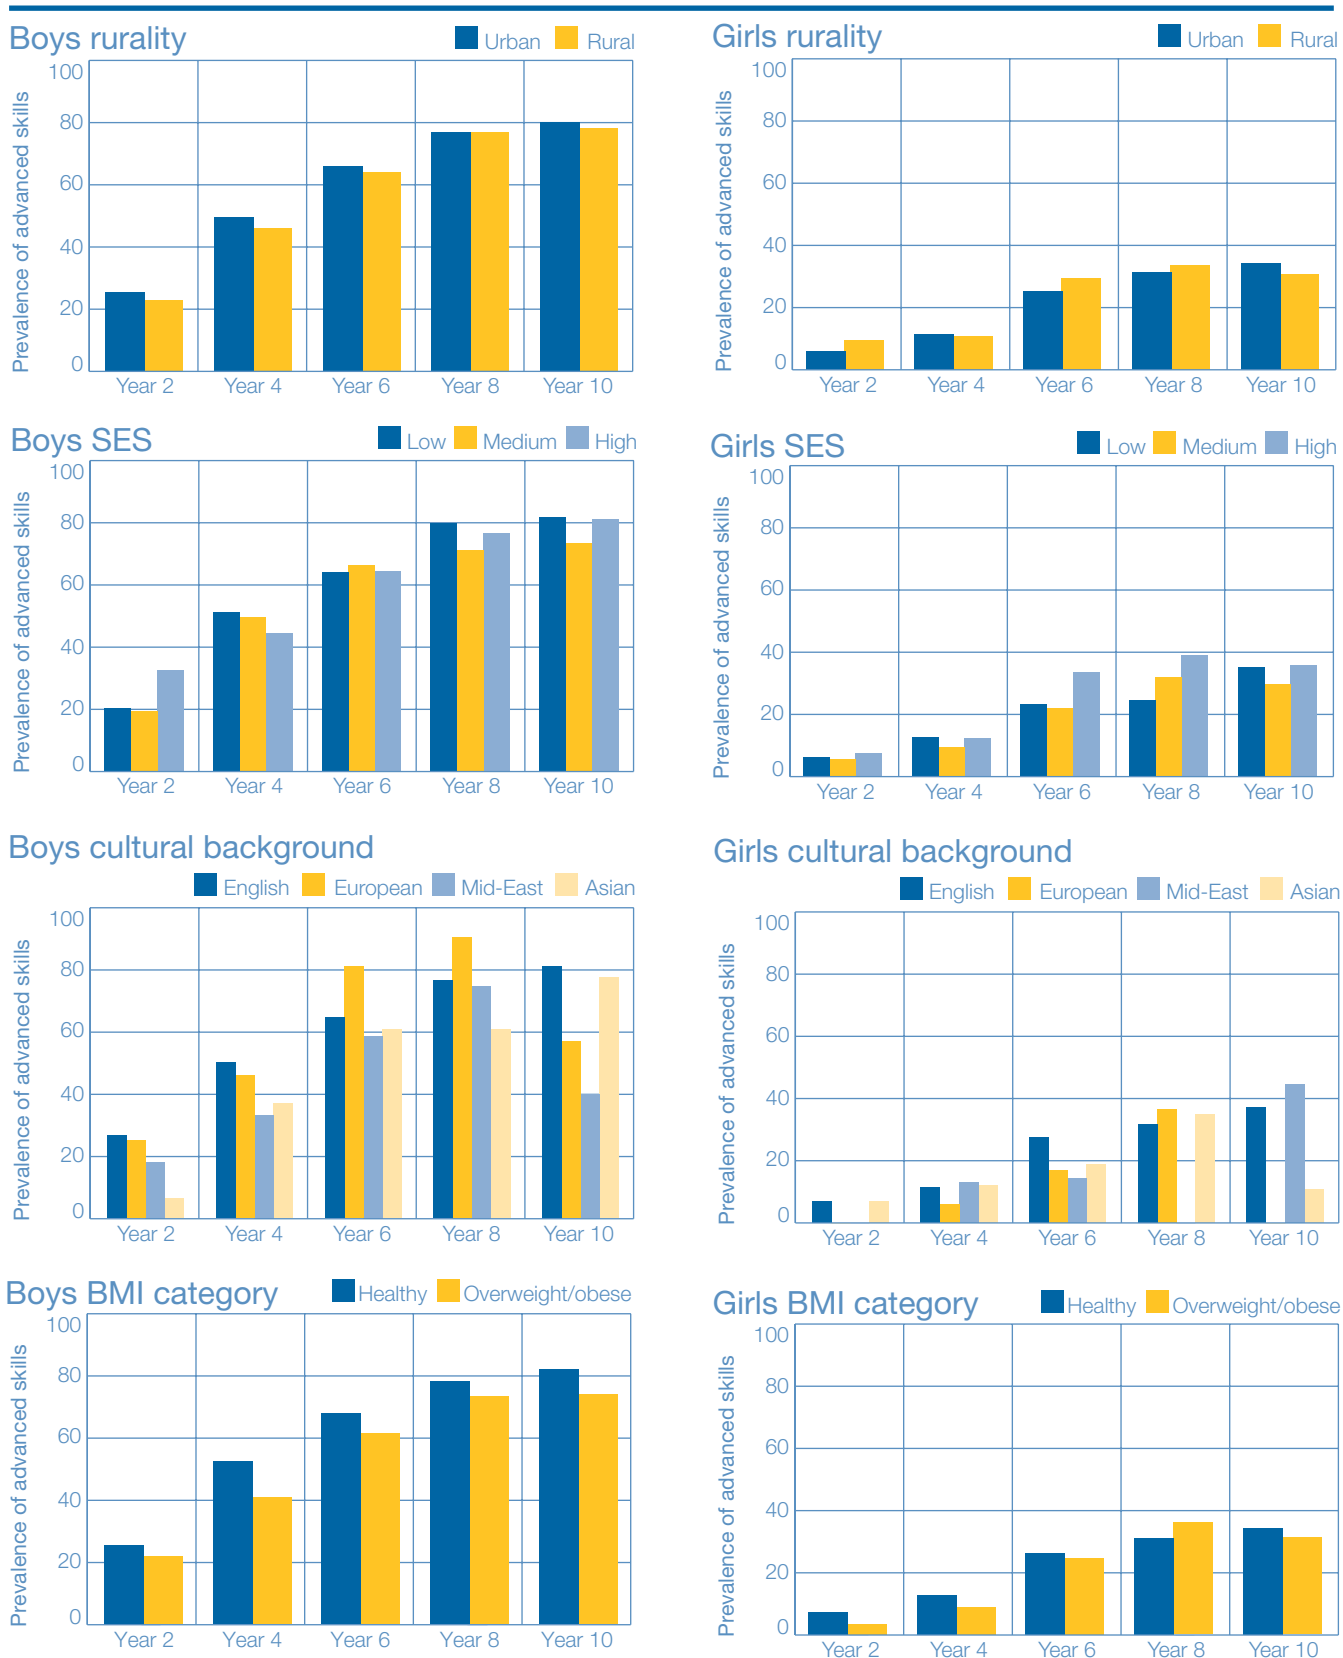 Boys rurality
Urban Rural
Prevalence of advanced skills
100
80
60
40
20
0
Year 2 Year 4 Year 6 Year 8 Year 10
Girls rurality
Urban Rural
Prevalence of advanced skills
100
80
60
40
20
0
Year 2 Year 4 Year 6 Year 8 Year 10
Boys SES
Low Medium High
Prevalence of advanced skills
100
80
60
40
20
0
Year 2 Year 4 Year 6 Year 8 Year 10
Girls SES
Low Medium High
Prevalence of advanced skills
100
80
60
40
20
0
Year 2 Year 4 Year 6 Year 8 Year 10
Boys cultural background
English European Mid-East Asian
Prevalence of advanced skills
100
80
60
40
20
0
Year 2 Year 4 Year 6 Year 8 Year 10
Girls cultural background
English European Mid-East Asian
Prevalence of advanced skills
100
80
60
40
20
0
Year 2 Year 4 Year 6 Year 8 Year 10
Boys BMI category
Healthy Overweight/obese
Prevalence of advanced skills
100
80
60
40
20
0
Year 2 Year 4 Year 6 Year 8 Year 10
Girls BMI category
Healthy Overweight/obese
Prevalence of advanced skills
100
80
60
40
20
0
Year 2 Year 4 Year 6 Year 8 Year 10